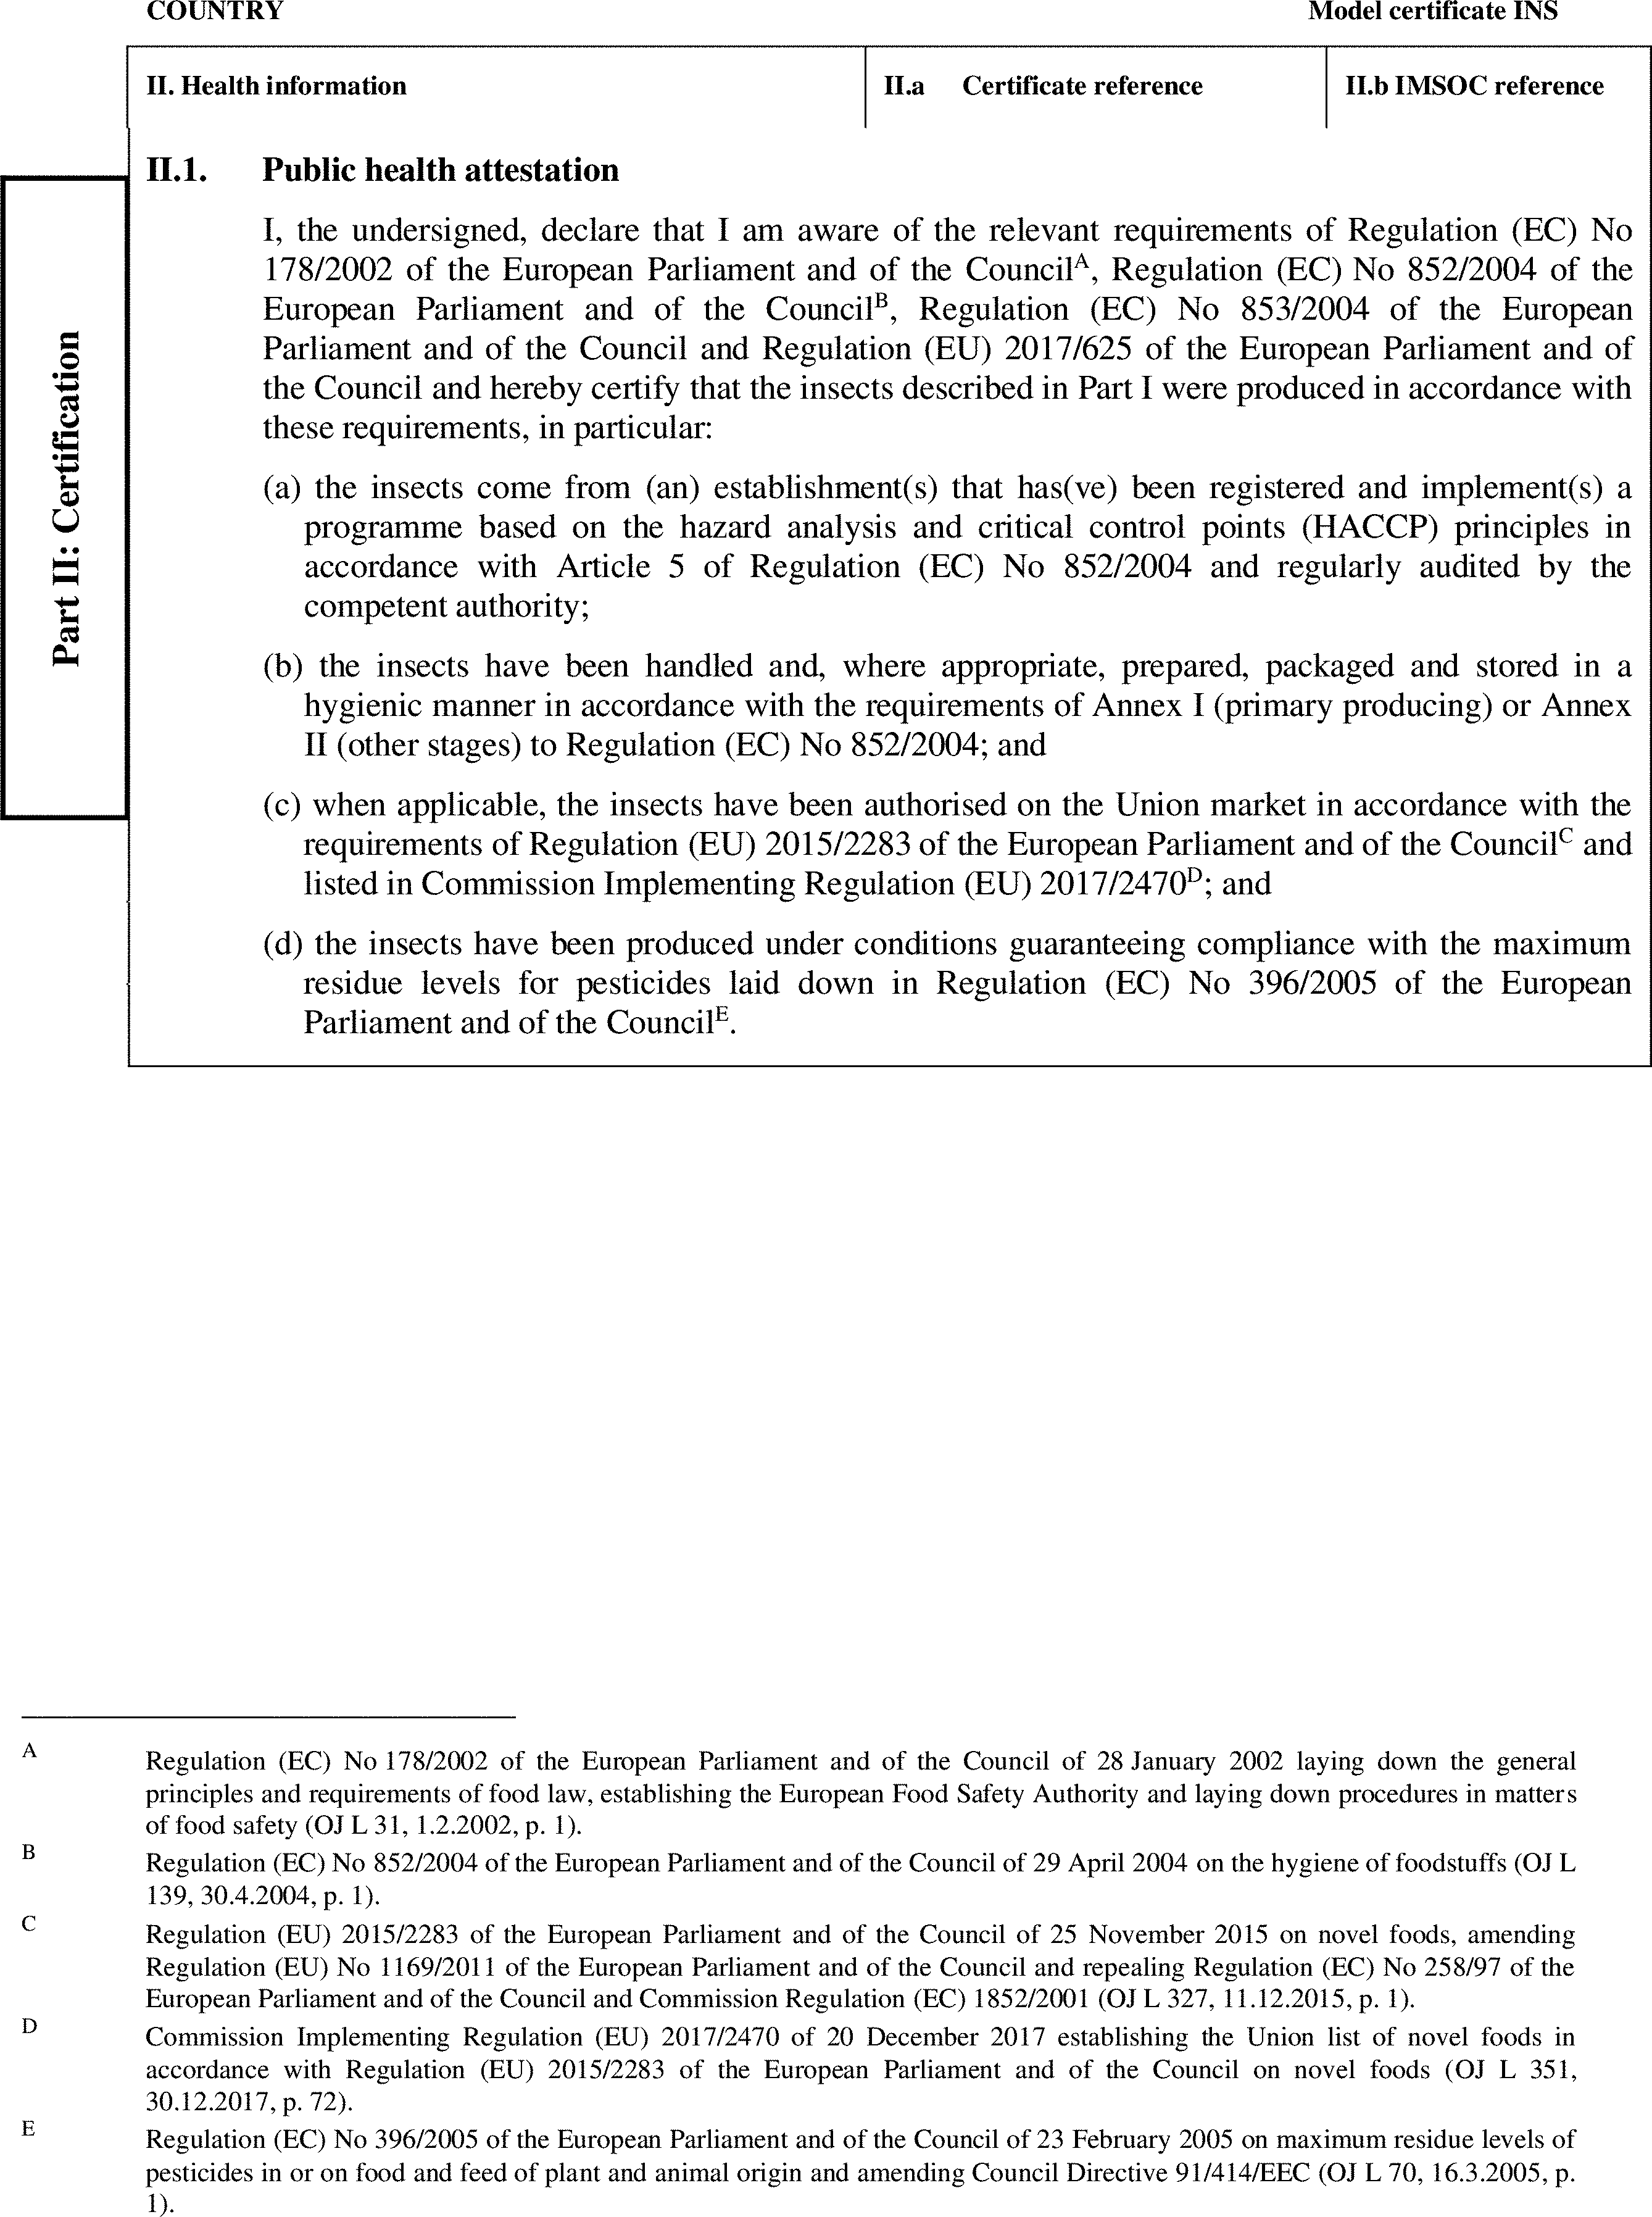 COUNTRY Model certificate INS
II. Health information II.a Certificate reference II.b IMSOC reference
Part II: Certification
II.1. Public health attestation
I, the undersigned, declare that I am aware of the relevant requirements of Regulation (EC) No
178/2002 of the European Parliament and of the Council^A, Regulation (EC) No 852/2004 of the
European Parliament and of the Council^B, Regulation (EC) No 853/2004 of the European
Parliament and of the Council and Regulation (EU) 2017/625 of the European Parliament and of
the Council and hereby certify that the insects described in Part I were produced in accordance with
these requirements, in particular:
(a) the insects come from (an) establishment(s) that has(ve) been registered and implement(s) a
programme based on the hazard analysis and critical control points (HACCP) principles in
accordance with Article 5 of Regulation (EC) No 852/2004 and regularly audited by the
competent authority;
(b) the insects have been handled and, where appropriate, prepared, packaged and stored in a
hygienic manner in accordance with the requirements of Annex I (primary producing) or Annex
II (other stages) to Regulation (EC) No 852/2004; and
(c) when applicable, the insects have been authorised on the Union market in accordance with the
requirements of Regulation (EU) 2015/2283 of the European Parliament and of the Council^C and
listed in Commission Implementing Regulation (EU) 2017/2470^D; and
(d) the insects have been produced under conditions guaranteeing compliance with the maximum
residue levels for pesticides laid down in Regulation (EC) No 396/2005 of the European
Parliament and of the Council^E.
A Regulation (EC) No 178/2002 of the European Parliament and of the Council of 28 January 2002 laying down the general
principles and requirements of food law, establishing the European Food Safety Authority and laying down procedures in matters
of food safety (OJ L 31, 1.2.2002, p. 1).
B Regulation (EC) No 852/2004 of the European Parliament and of the Council of 29 April 2004 on the hygiene of foodstuffs (OJ L
139, 30.4.2004, p. 1).
C Regulation (EU) 2015/2283 of the European Parliament and of the Council of 25 November 2015 on novel foods, amending
Regulation (EU) No 1169/2011 of the European Parliament and of the Council and repealing Regulation (EC) No 258/97 of the
European Parliament and of the Council and Commission Regulation (EC) 1852/2001 (OJ L 327, 11.12.2015, p. 1).
D Commission Implementing Regulation (EU) 2017/2470 of 20 December 2017 establishing the Union list of novel foods in
accordance with Regulation (EU) 2015/2283 of the European Parliament and of the Council on novel foods (OJ L 351,
30.12.2017, p. 72).
E Regulation (EC) No 396/2005 of the European Parliament and of the Council of 23 February 2005 on maximum residue levels of
pesticides in or on food and feed of plant and animal origin and amending Council Directive 91/414/EEC (OJ L 70, 16.3.2005, p.
1).